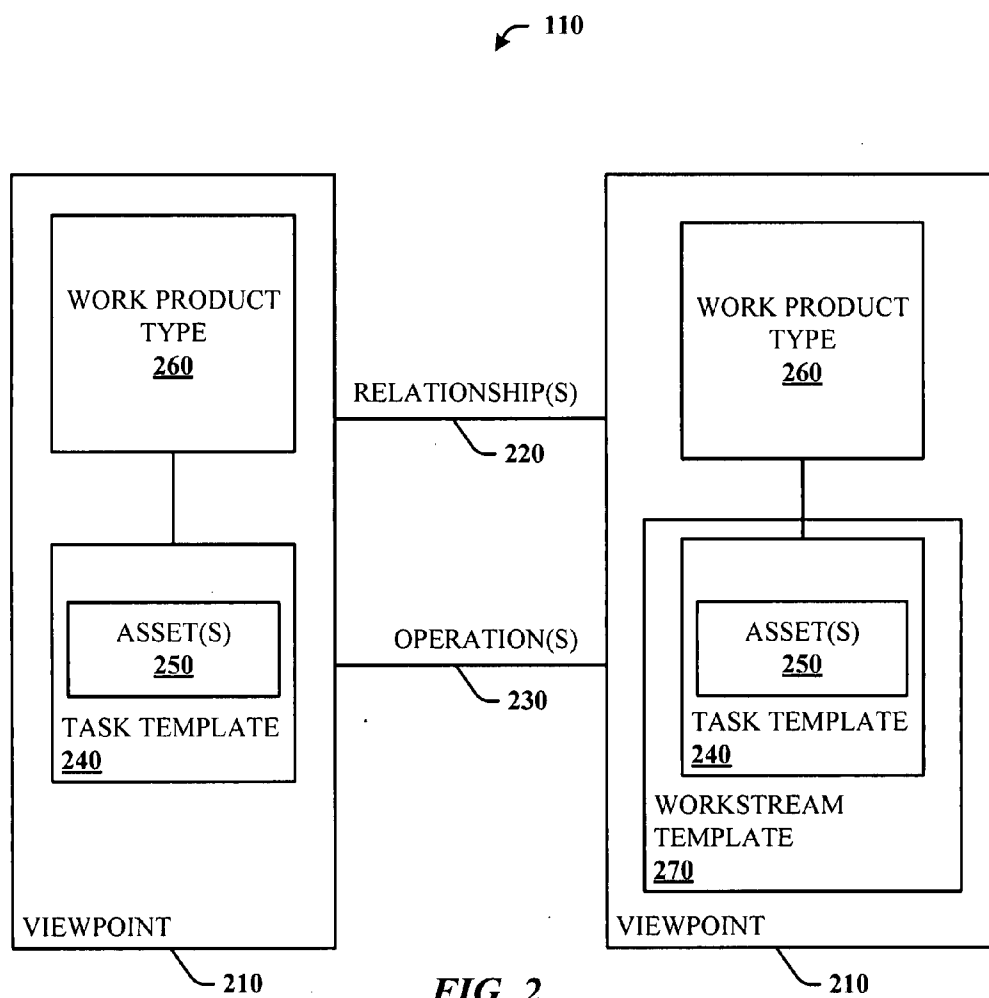 110
WORK PRODUCT
TYPE
260
ASSET(S)
250
TASK TEMPLATE
240
VIEWPOINT
210
RELATIONSHIP(S)
220
OPERATION(S)
230
WORK PRODUCT
TYPE
260
ASSET(S)
250
TASK TEMPLATE
240
WORKSTREAM
TEMPLATE
270
VIEWPOINT
210
FIG. 2